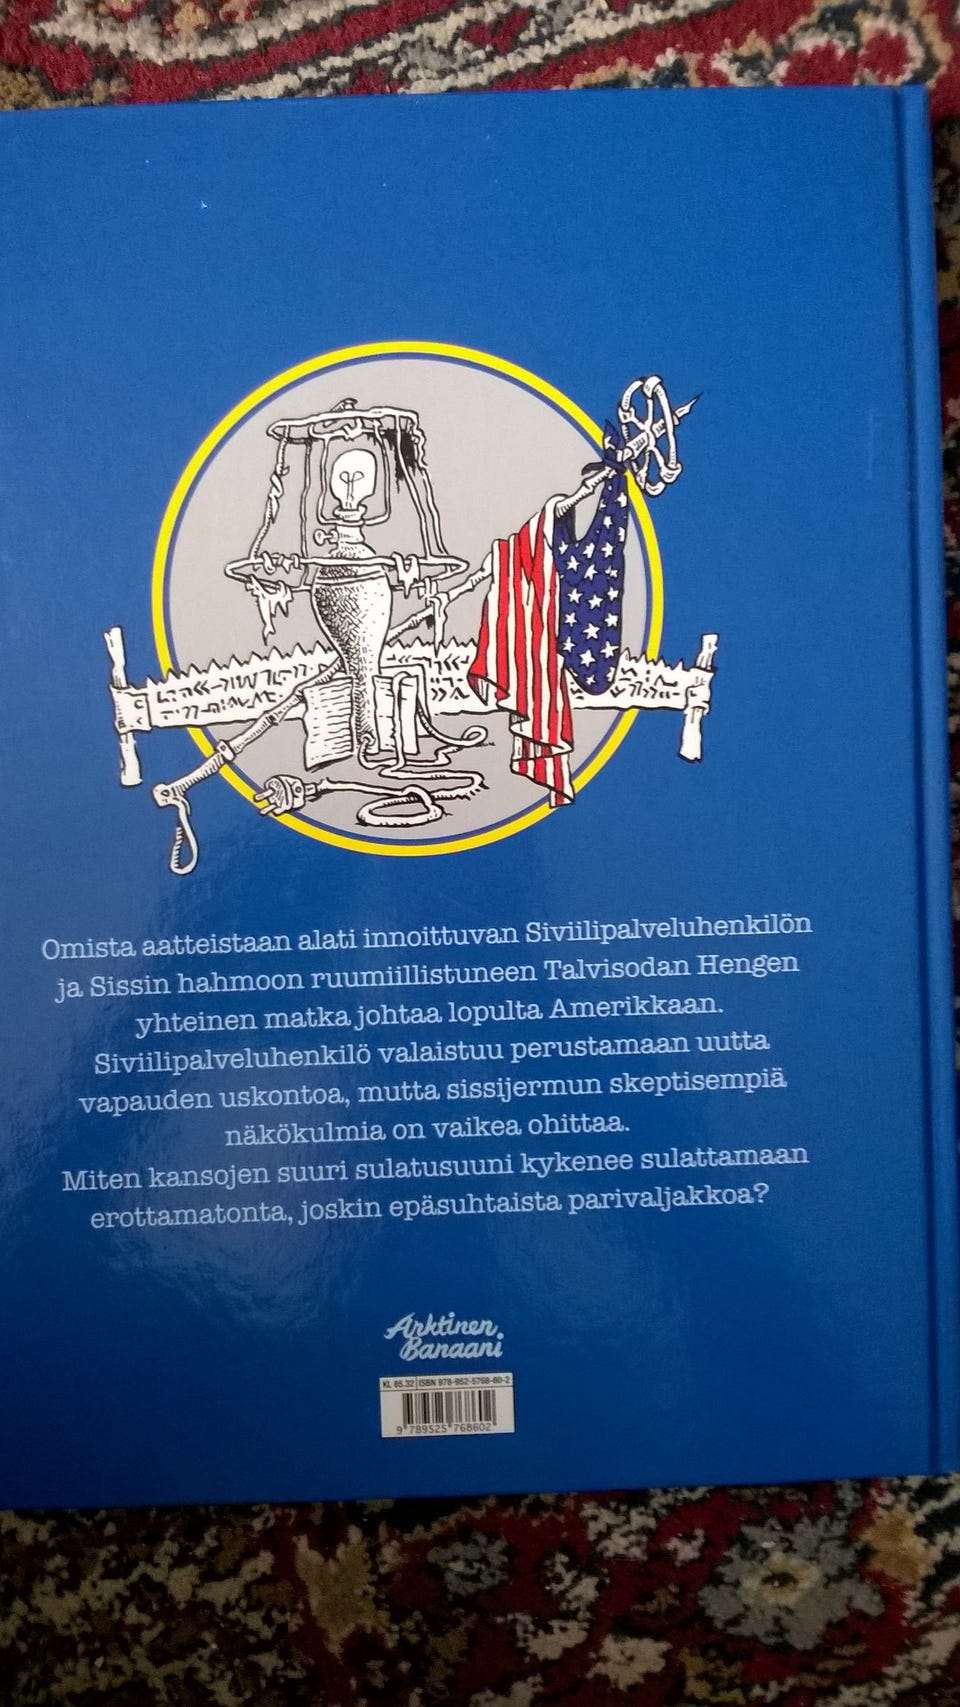 Omista aatteistaan alati innoittuvan Siviilipalveluhenkilön
ja Sissin hahmoon ruumiillistuneen Talvisodan Hengen
yhteinen matka johtaa lopulta Amerikkaan.
Siviilipalveluhenkilö valaistuu perustamaan uutta
vapauden uskontoa, mutta sissijermun skeptisempiä
näkökulmia on vaikea ohittaa.
Miten kansojen suuri sulatusuuni kykenee sulattamaan
erottamatonta, joskin epäsuhtaista parivaljakkoa?
Arktinen
Banaani
KL 85.32 ISBN 978-952-5768-60-2
9 789525 768602